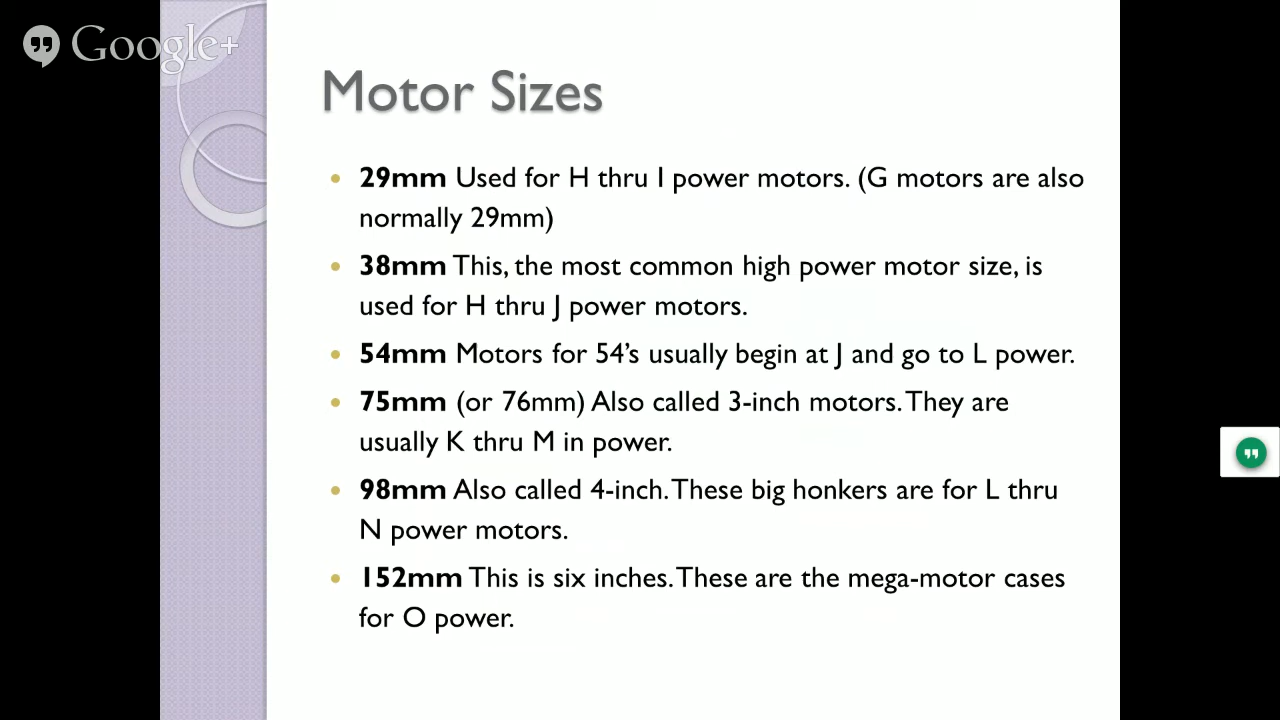 Google+
Motor Sizes
29mm Used for H thru I power motors. (G motors are also
normally 29mm)
38mm This, the most common high power motor size, is
used for H thru J power motors.
54mm Motors for 54’s usually begin at J and go to L power.
75mm (or 76mm) Also called 3-inch motors. They are
usually K thru M in power.
98mm Also called 4-inch. These big honkers are for L thru
N power motors.
152mm This is six inches. These are the mega-motor cases
for O power.